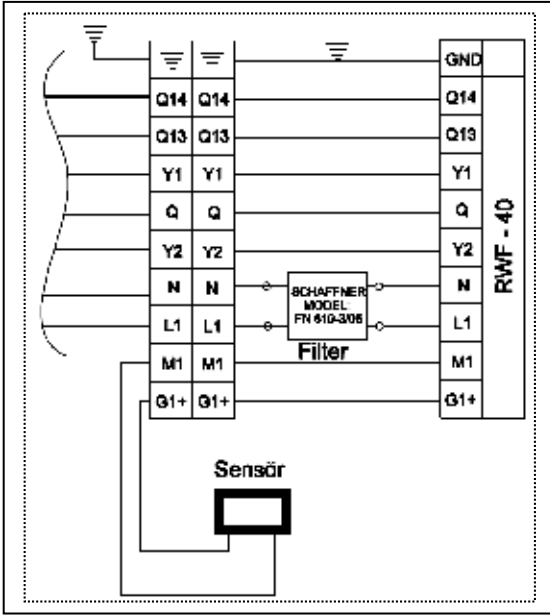 GND
Q14 Q14 Q14
Q13 Q13 Q13
Y1 Y1 Y1
Q Q Q
Y2 Y2 Y2
N N N
L1 L1 L1
M1 M1 M1
G1+ G1+ G1+
SCHAFFNER
MODEL:
FN 610-3/06
Filter
RWF - 40
Sensör